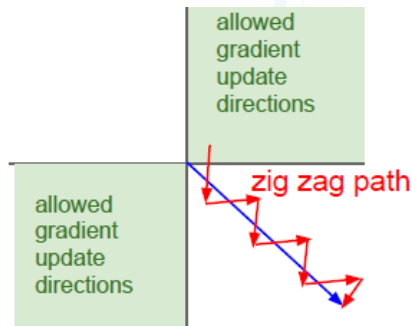 allowed
gradient
update
directions
zig zag path
allowed
gradient
update
directions